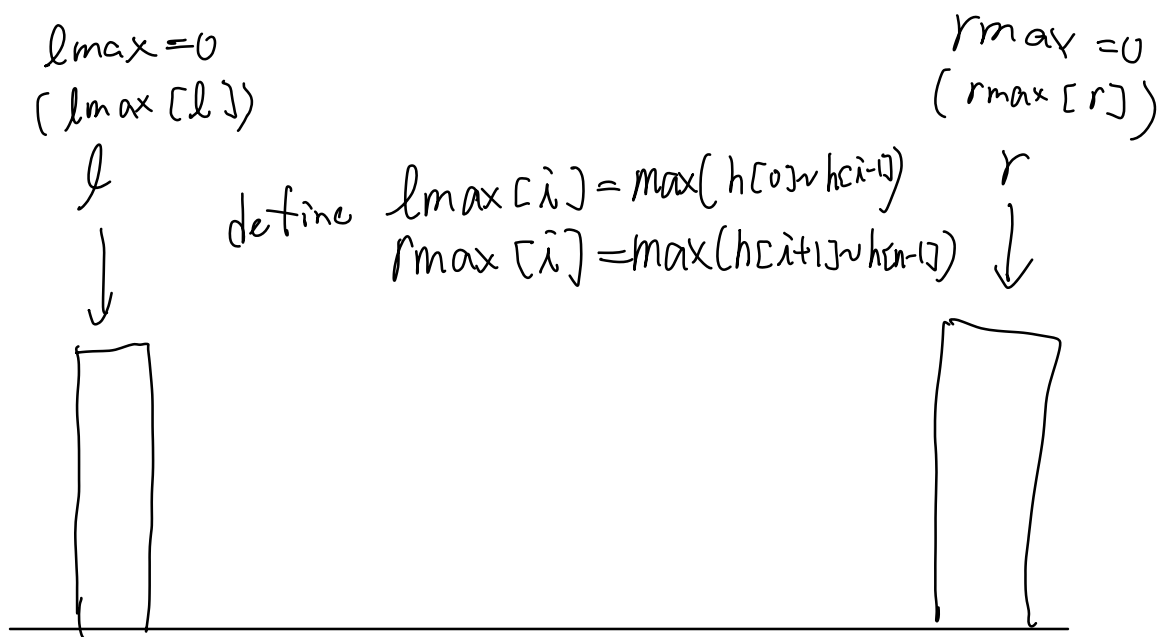 lmax=0
(lmax[l])
l
rmax=0
(rmax[r])
r
define lmax[i]=max(h[0]~h[i-1])
rmax[i]=max(h[i+1]~h[n-1])